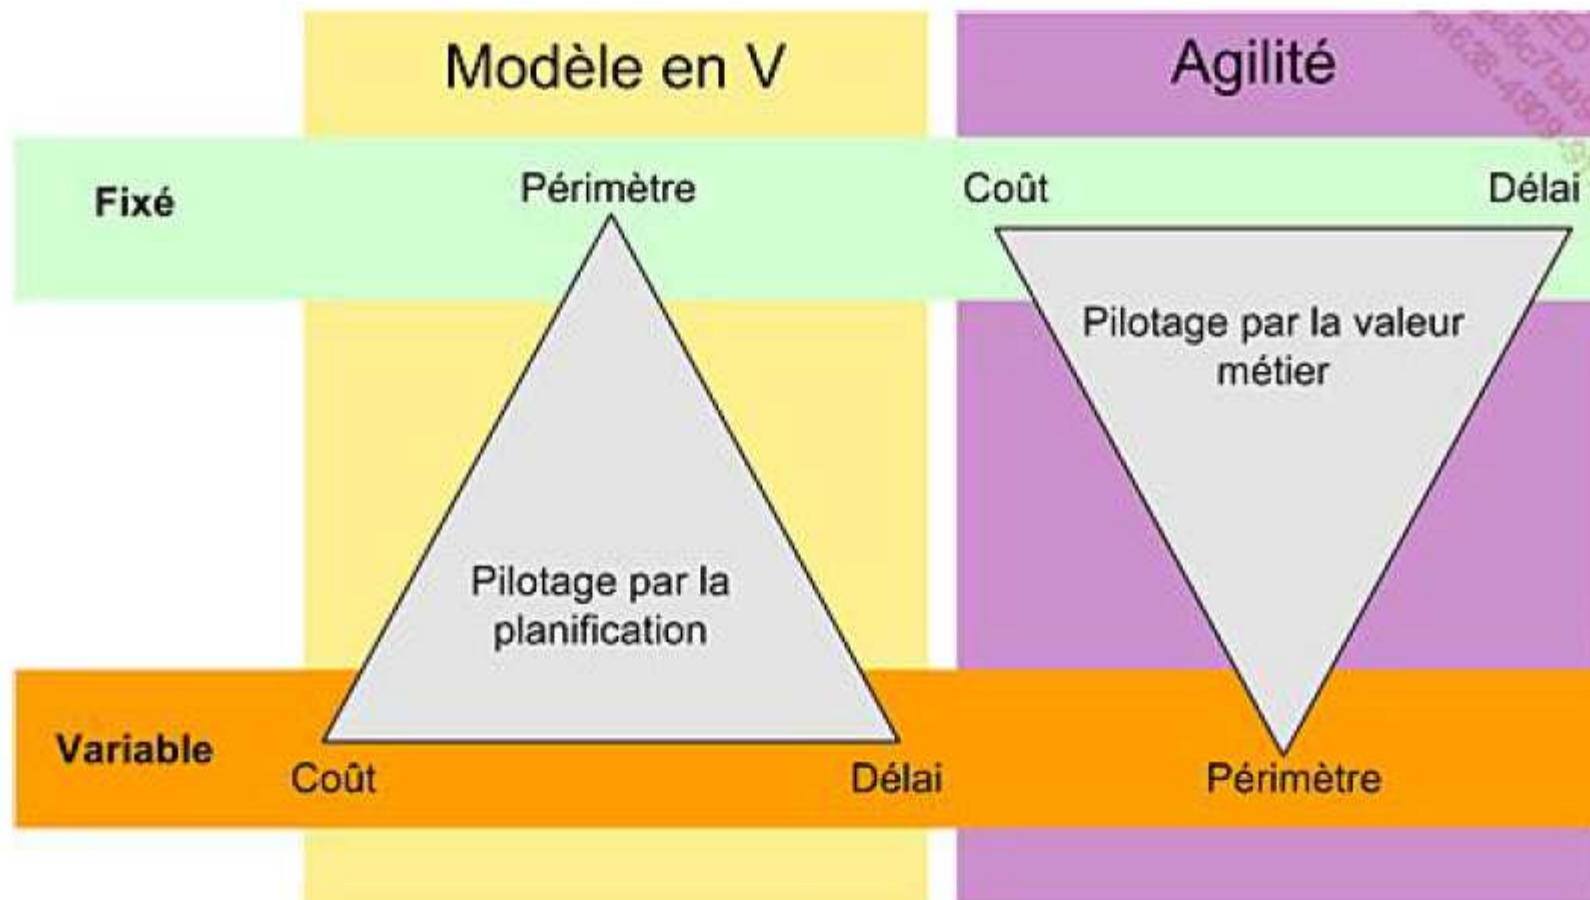 Modèle en V
Agilité
Fixé
Périmètre
Coût
Délai
Pilotage par la valeur
métier
Pilotage par la
planification
Variable
Coût
Délai
Périmètre